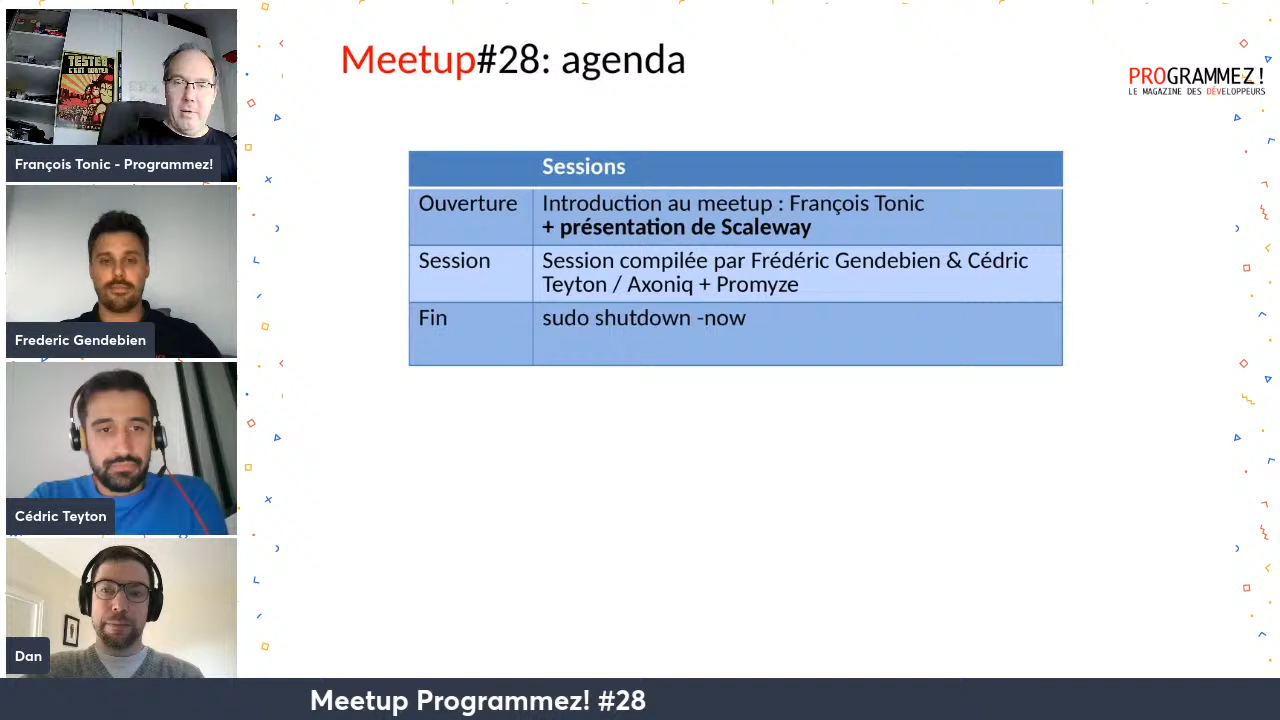 Meetup#28: agenda
PROGRAMMEZ!
LE MAGAZINE DES DÉVELOPPEURS
Sessions
Ouverture
Introduction au meetup : François Tonic
+ présentation de Scaleway
Session
Session compilée par Frédéric Gendebien & Cédric
Teyton / Axoniq + Promyze
Fin
sudo shutdown -now
TESTER
François Tonic - Programmez!
Frederic Gendebien
Cédric Teyton
Dan
Meetup Programmez! #28